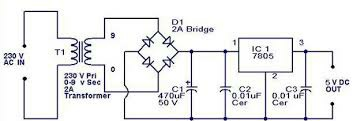 D1
2A Bridge
230 V
AC IN
T1
9
0
230 V Pri
0-9 v Sec
2A
Transformer
C1
470uF
50 V
C2
0.01uF
Cer
1
IC 1
7805
2
3
C3
0.01 uF
Cer
5 V DC
OUT
+